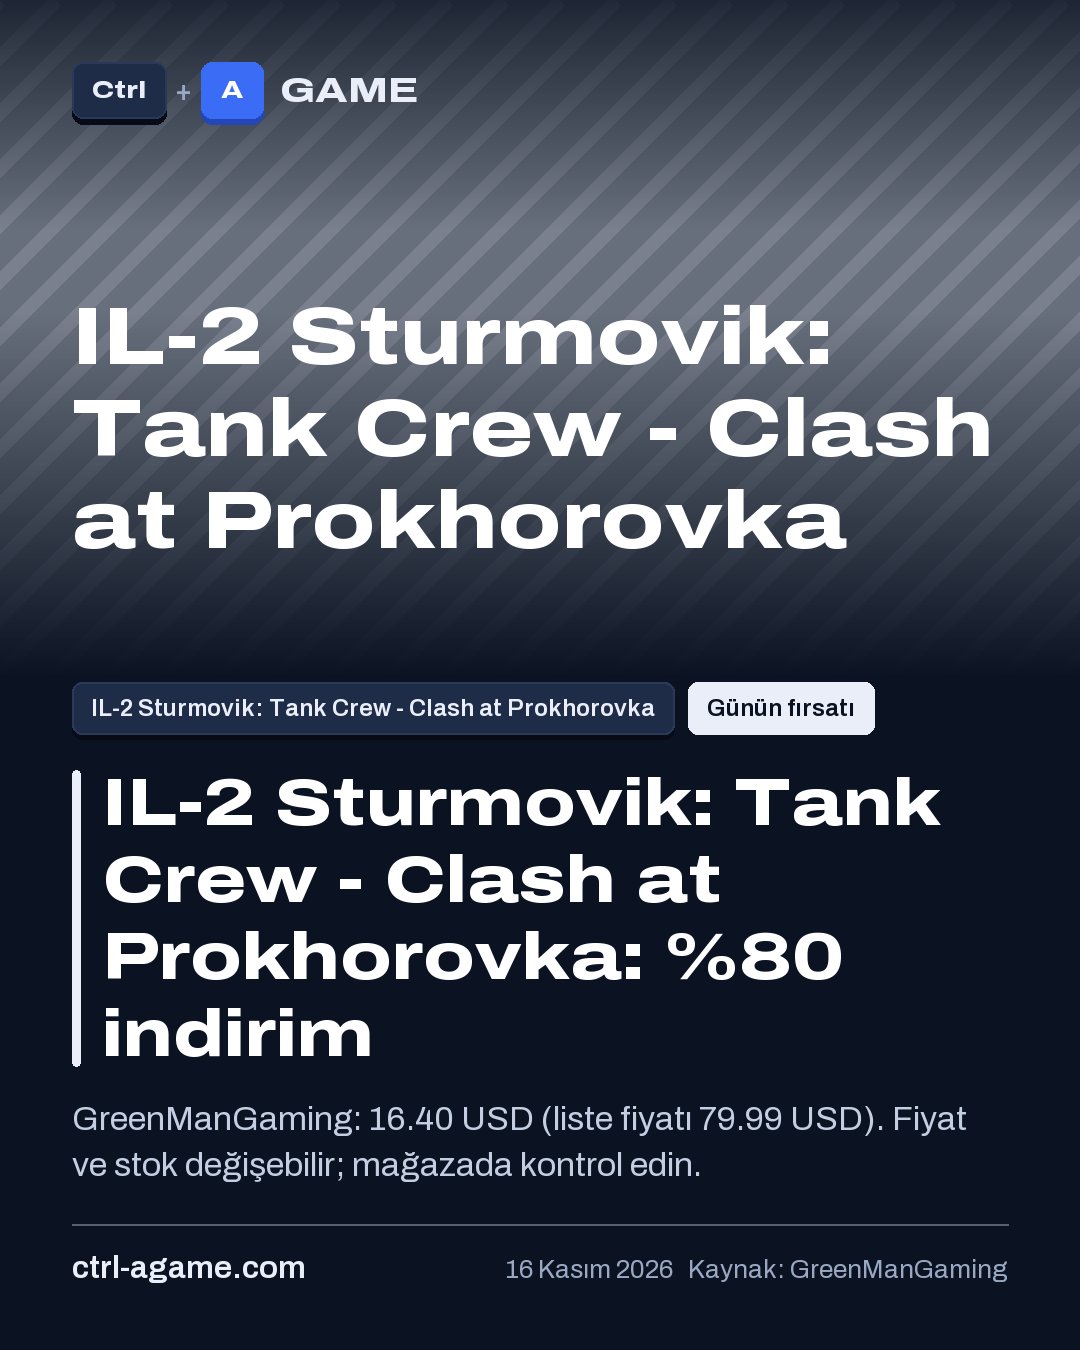 Ctrl + A GAME
IL-2 Sturmovik:
Tank Crew - Clash
at Prokhorovka
IL-2 Sturmovik: Tank Crew - Clash at Prokhorovka Günün fırsatı
IL-2 Sturmovik: Tank
Crew - Clash at
Prokhorovka: %80
indirim
GreenManGaming: 16.40 USD (liste fiyatı 79.99 USD). Fiyat
ve stok değişebilir; mağazada kontrol edin.
ctrl-agame.com 16 Kasım 2026 Kaynak: GreenManGaming